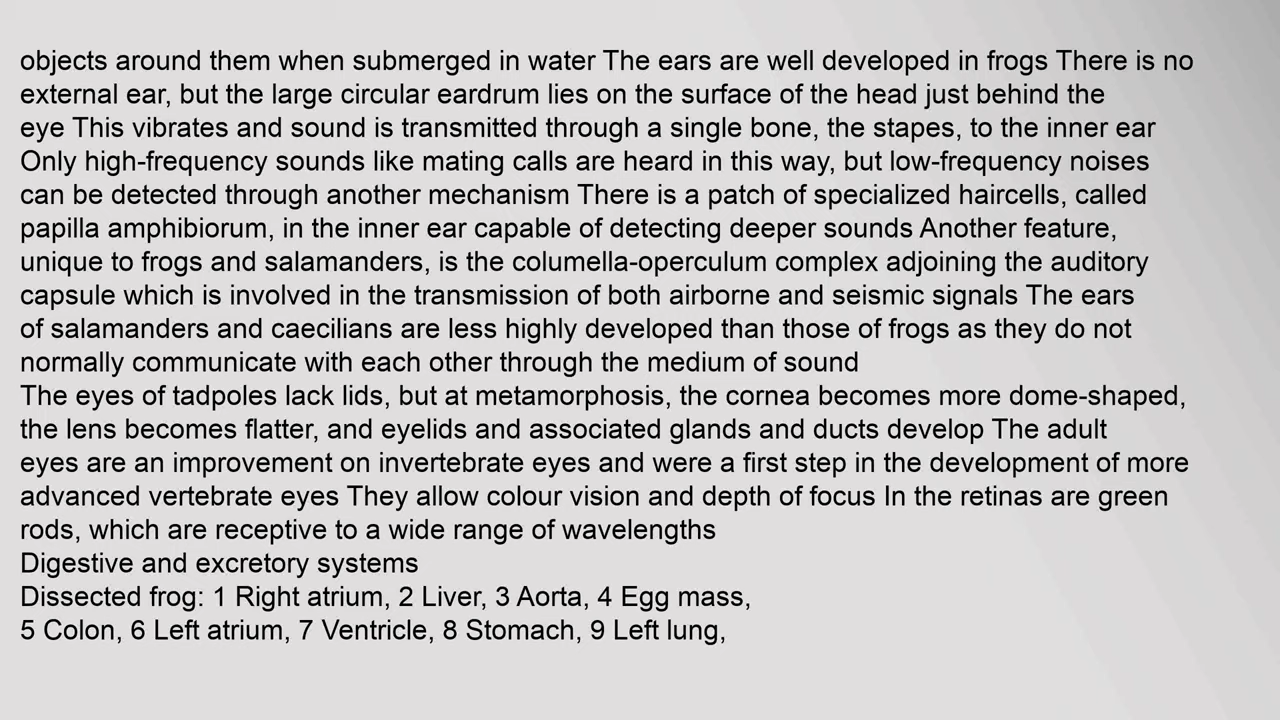 objects around them when submerged in water The ears are well developed in frogs There is no
external ear, but the large circular eardrum lies on the surface of the head just behind the
eye This vibrates and sound is transmitted through a single bone, the stapes, to the inner ear
Only high-frequency sounds like mating calls are heard in this way, but low-frequency noises
can be detected through another mechanism There is a patch of specialized haircells, called
papilla amphibiorum, in the inner ear capable of detecting deeper sounds Another feature,
unique to frogs and salamanders, is the columella-operculum complex adjoining the auditory
capsule which is involved in the transmission of both airborne and seismic signals The ears
of salamanders and caecilians are less highly developed than those of frogs as they do not
normally communicate with each other through the medium of sound
The eyes of tadpoles lack lids, but at metamorphosis, the cornea becomes more dome-shaped,
the lens becomes flatter, and eyelids and associated glands and ducts develop The adult
eyes are an improvement on invertebrate eyes and were a first step in the development of more
advanced vertebrate eyes They allow colour vision and depth of focus In the retinas are green
rods, which are receptive to a wide range of wavelengths
Digestive and excretory systems
Dissected frog: 1 Right atrium, 2 Liver, 3 Aorta, 4 Egg mass,
5 Colon, 6 Left atrium, 7 Ventricle, 8 Stomach, 9 Left lung,